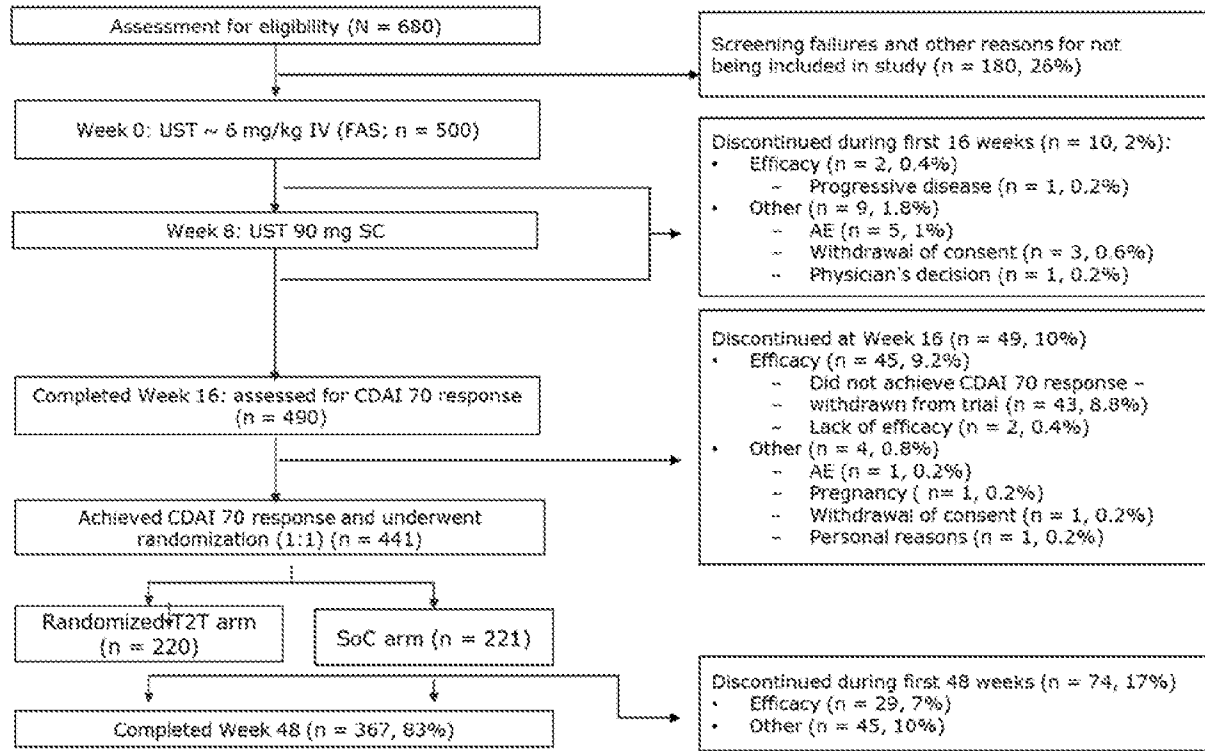 Assessment for eligibility (N = 680)
Screening failures and other reasons for not
being included in study (n = 180, 26%)
Week 0: UST ~ 6 mg/kg IV (FAS; n = 500)
Discontinued during first 16 weeks (n = 10, 2%):
• Efficacy (n = 2, 0.4%)
– Progressive disease (n = 1, 0.2%)
• Other (n = 9, 1.8%)
– AE (n = 5, 1%)
– Withdrawal of consent (n = 3, 0.6%)
– Physician's decision (n = 1, 0.2%)
Week 8: UST 90 mg SC
Discontinued at Week 16 (n = 49, 10%)
• Efficacy (n = 45, 9.2%)
– Did not achieve CDAI 70 response –
– withdrawn from trial (n = 43, 8.8%)
– Lack of efficacy (n = 2, 0.4%)
• Other (n = 4, 0.8%)
– AE (n = 1, 0.2%)
– Pregnancy ( n= 1, 0.2%)
– Withdrawal of consent (n = 1, 0.2%)
– Personal reasons (n = 1, 0.2%)
Completed Week 16: assessed for CDAI 70 response
(n = 490)
Achieved CDAI 70 response and underwent
randomization (1:1) (n = 441)
Randomized T2T arm
(n = 220)
SoC arm (n = 221)
Discontinued during first 48 weeks (n = 74, 17%)
• Efficacy (n = 29, 7%)
• Other (n = 45, 10%)
Completed Week 48 (n = 367, 83%)